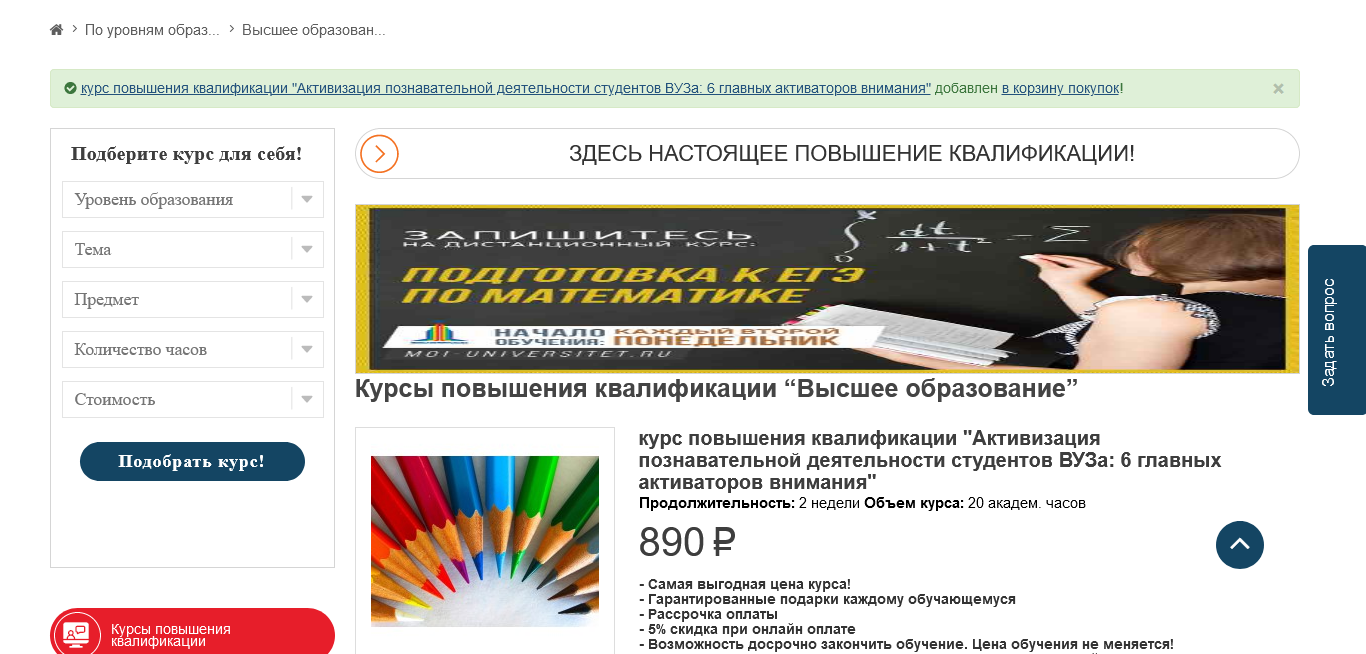 По уровням образ...
Высшее образован...
курс повышения квалификации "Активизация познавательной деятельности студентов ВУЗа: 6 главных активаторов внимания" добавлен в корзину покупок!
×
Подберите курс для себя!
Уровень образования
Тема
Предмет
Количество часов
Стоимость
Подобрать курс!
Курсы повышения
квалификации
ЗДЕСЬ НАСТОЯЩЕЕ ПОВЫШЕНИЕ КВАЛИФИКАЦИИ!
ЗАПИШИТЕСЬ
НА ДИСТАНЦИОННЫЙ КУРС:
ПОДГОТОВКА К ЕГЭ
ПО МАТЕМАТИКЕ
НАЧАЛО
ОБУЧЕНИЯ:
КАЖДЫЙ ВТОРОЙ
ПОНЕДЕЛЬНИК
MOI-UNIVERSITET.RU
Курсы повышения квалификации “Высшее образование”
курс повышения квалификации "Активизация
познавательной деятельности студентов ВУЗа: 6 главных
активаторов внимания"
Продолжительность: 2 недели Объем курса: 20 академ. часов
890 ₽
- Самая выгодная цена курса!
- Гарантированные подарки каждому обучающемуся
- Рассрочка оплаты
- 5% скидка при онлайн оплате
- Возможность досрочно закончить обучение. Цена обучения не меняется!
Задать вопрос